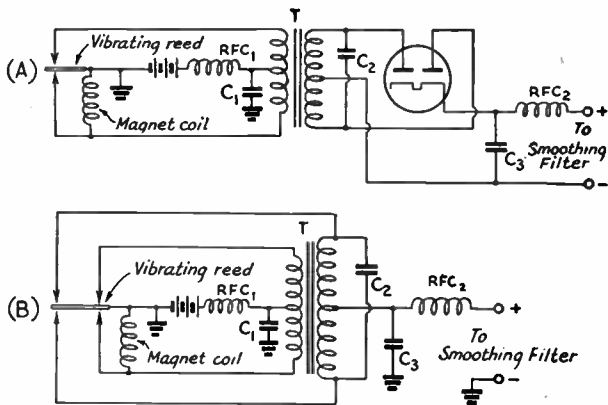 (A)
Vibrating reed
RFC1
C1
Magnet coil
T
C2
RFC2
+
To
Smoothing
Filter
C3
-
(B)
Vibrating reed
RFC1
C1
Magnet coil
T
C2
RFC2
+
C3
To
Smoothing Filter
-